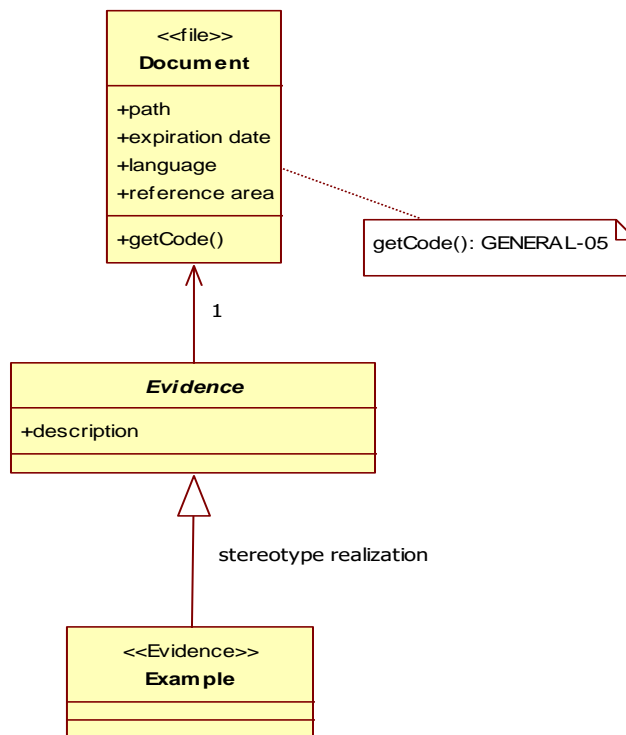 <<file>>
Document
+path
+expiration date
+language
+reference area
+getCode()
getCode(): GENERAL-05
1
Evidence
+description
stereotype realization
<<Evidence>>
Example